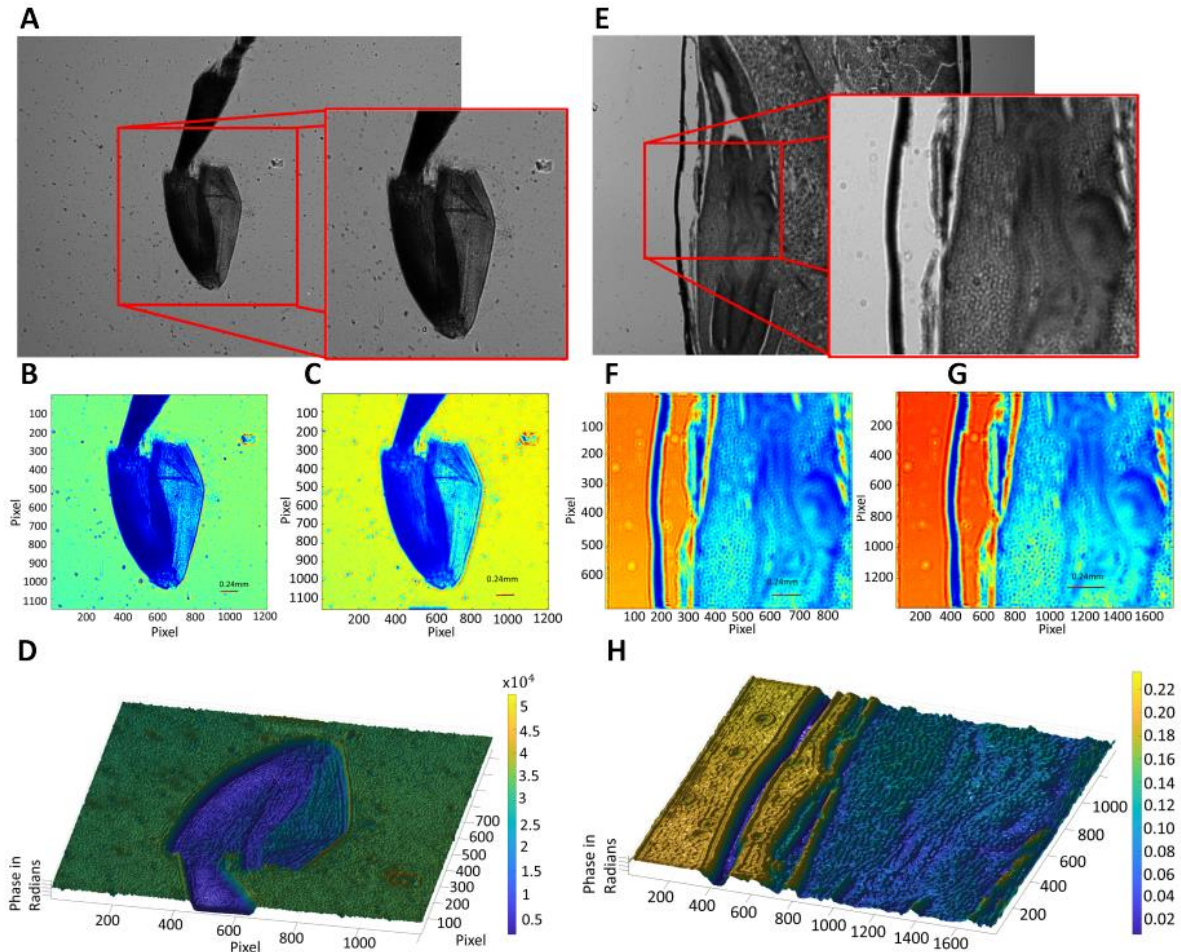 A
E
B
C
100
200
300
400
500
600
700
800
900
1000
1100
Pixel
200 400 600 800 1000 1200
Pixel
0.24mm
100
200
300
400
500
600
700
800
900
1000
1100
Pixel
200 400 600 800 1000 1200
Pixel
0.24mm
F
G
100
200
300
400
500
600
Pixel
100 200 300 400 500 600 700 800
Pixel
0.24mm
200
400
600
800
1000
1200
Pixel
200 400 600 800 1000 1200 1400 1600
Pixel
0.24mm
D
x10⁴
5
4.5
4
3.5
3
2.5
2
1.5
1
0.5
Phase in
Radians
200 400 600 800 1000
Pixel
700
600
500
400
300
200
100
Pixel
H
0.22
0.20
0.18
0.16
0.14
0.12
0.10
0.08
0.06
0.04
0.02
Phase in
Radians
200 400 600 800 1000 1200 1400 1600
1000
800
600
400
200